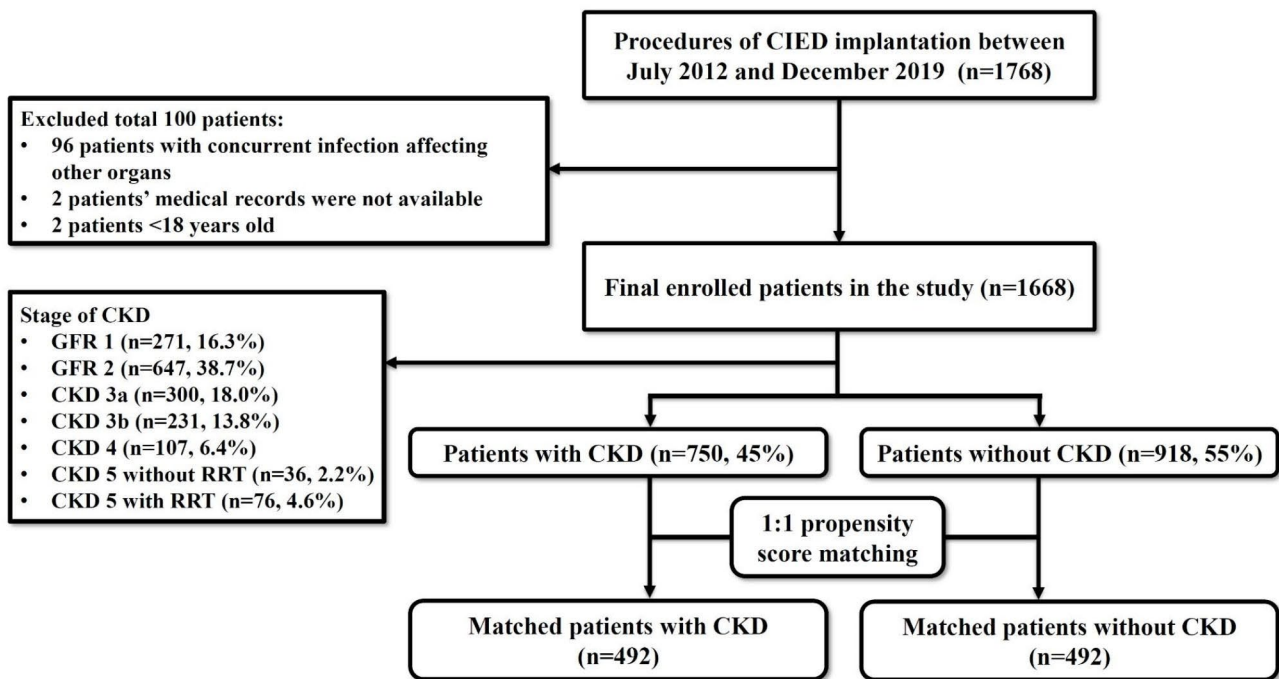 Procedures of CIED implantation between
July 2012 and December 2019 (n=1768)
Excluded total 100 patients:
• 96 patients with concurrent infection affecting
other organs
• 2 patients’ medical records were not available
• 2 patients <18 years old
Final enrolled patients in the study (n=1668)
Stage of CKD
• GFR 1 (n=271, 16.3%)
• GFR 2 (n=647, 38.7%)
• CKD 3a (n=300, 18.0%)
• CKD 3b (n=231, 13.8%)
• CKD 4 (n=107, 6.4%)
• CKD 5 without RRT (n=36, 2.2%)
• CKD 5 with RRT (n=76, 4.6%)
Patients with CKD (n=750, 45%)
Patients without CKD (n=918, 55%)
1:1 propensity
score matching
Matched patients with CKD
(n=492)
Matched patients without CKD
(n=492)